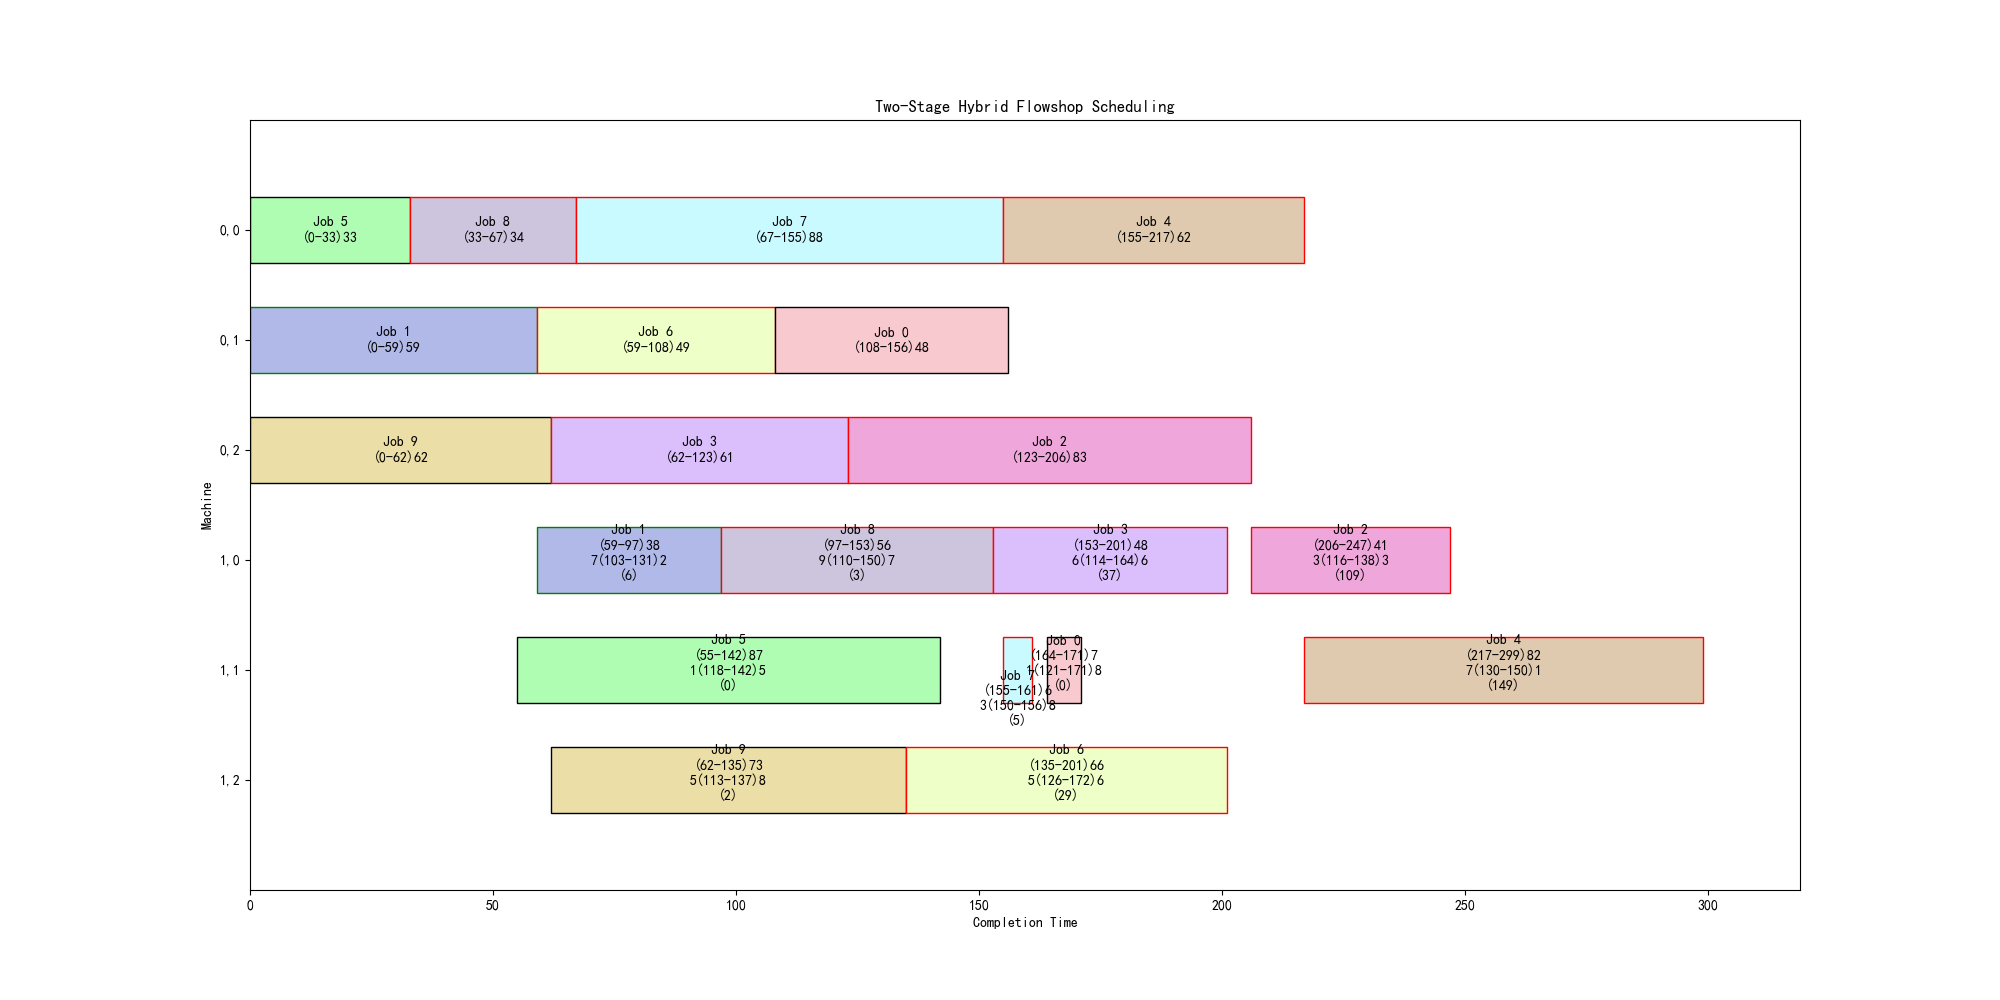 Two-Stage Hybrid Flowshop Scheduling
Machine
0,0
Job 5
(0-33)33
Job 8
(33-67)34
Job 7
(67-155)88
Job 4
(155-217)62
0,1
Job 1
(0-59)59
Job 6
(59-108)49
Job 0
(108-156)48
0,2
Job 9
(0-62)62
Job 3
(62-123)61
Job 2
(123-206)83
1,0
Job 1
(59-97)38
7(103-131)2
(6)
Job 8
(97-153)56
9(110-150)7
(3)
Job 3
(153-201)48
6(114-164)6
(37)
Job 2
(206-247)41
3(116-138)3
(109)
1,1
Job 5
(55-142)87
1(118-142)5
(0)
Job 7
(155-161)6
3(150-156)8
(5)
Job 0
(164-171)7
1(121-171)8
(0)
Job 4
(217-299)82
7(130-150)1
(149)
1,2
Job 9
(62-135)73
5(113-137)8
(2)
Job 6
(135-201)66
5(126-172)6
(29)
0 50 100 150 200 250 300
Completion Time